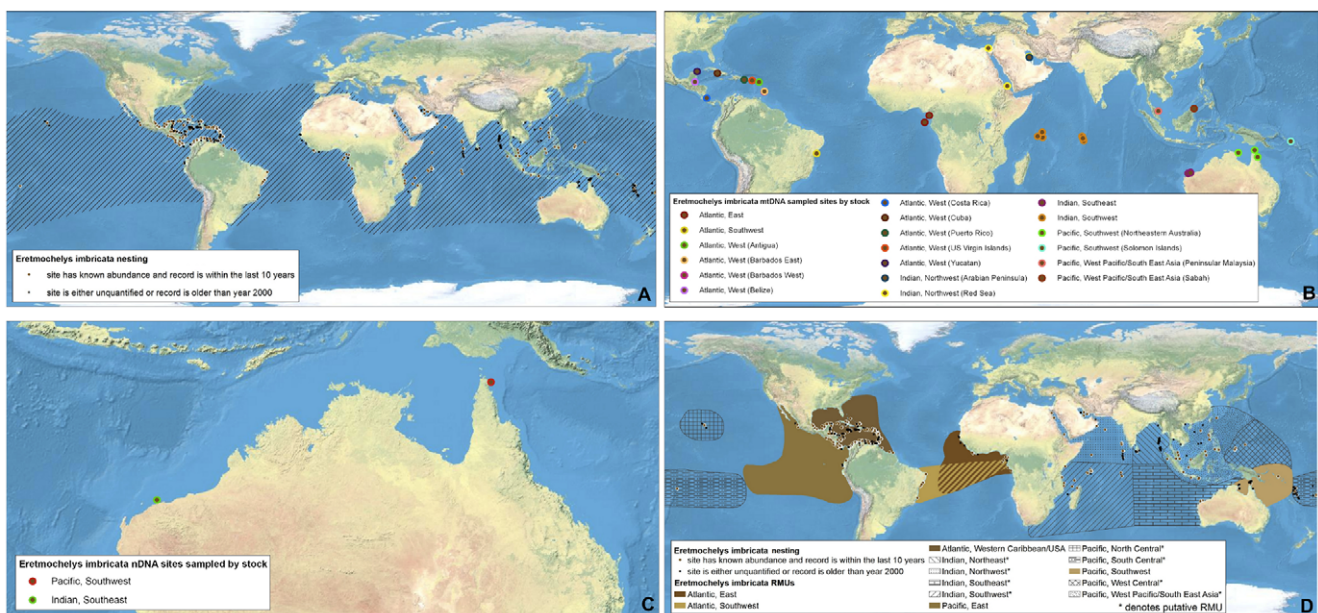 Eretmochelys imbricata nesting
site has known abundance and record is within the last 10 years
site is either unquantified or record is older than year 2000
A
Eretmochelys imbricata mtDNA sampled sites by stock
Atlantic, East
Atlantic, Southwest
Atlantic, West (Antigua)
Atlantic, West (Barbados East)
Atlantic, West (Barbados West)
Atlantic, West (Belize)
Atlantic, West (Costa Rica)
Atlantic, West (Cuba)
Atlantic, West (Puerto Rico)
Atlantic, West (US Virgin Islands)
Atlantic, West (Yucatan)
Indian, Northwest (Arabian Peninsula)
Indian, Northwest (Red Sea)
Indian, Southeast
Indian, Southwest
Pacific, Southwest (Northeastern Australia)
Pacific, Southwest (Solomon Islands)
Pacific, West Pacific/South East Asia (Peninsular Malaysia)
Pacific, West Pacific/South East Asia (Sabah)
B
Eretmochelys imbricata nDNA sites sampled by stock
Pacific, Southwest
Indian, Southeast
C
Eretmochelys imbricata nesting
site has known abundance and record is within the last 10 years
site is either unquantified or record is older than year 2000
Eretmochelys imbricata RMUs
Atlantic, East
Atlantic, Southwest
Atlantic, Western Caribbean/USA
Indian, Northeast*
Indian, Northwest*
Indian, Southeast*
Indian, Southwest*
Pacific, East
Pacific, North Central*
Pacific, South Central*
Pacific, Southwest
Pacific, West Central*
Pacific, West Pacific/South East Asia*
* denotes putative RMU
D